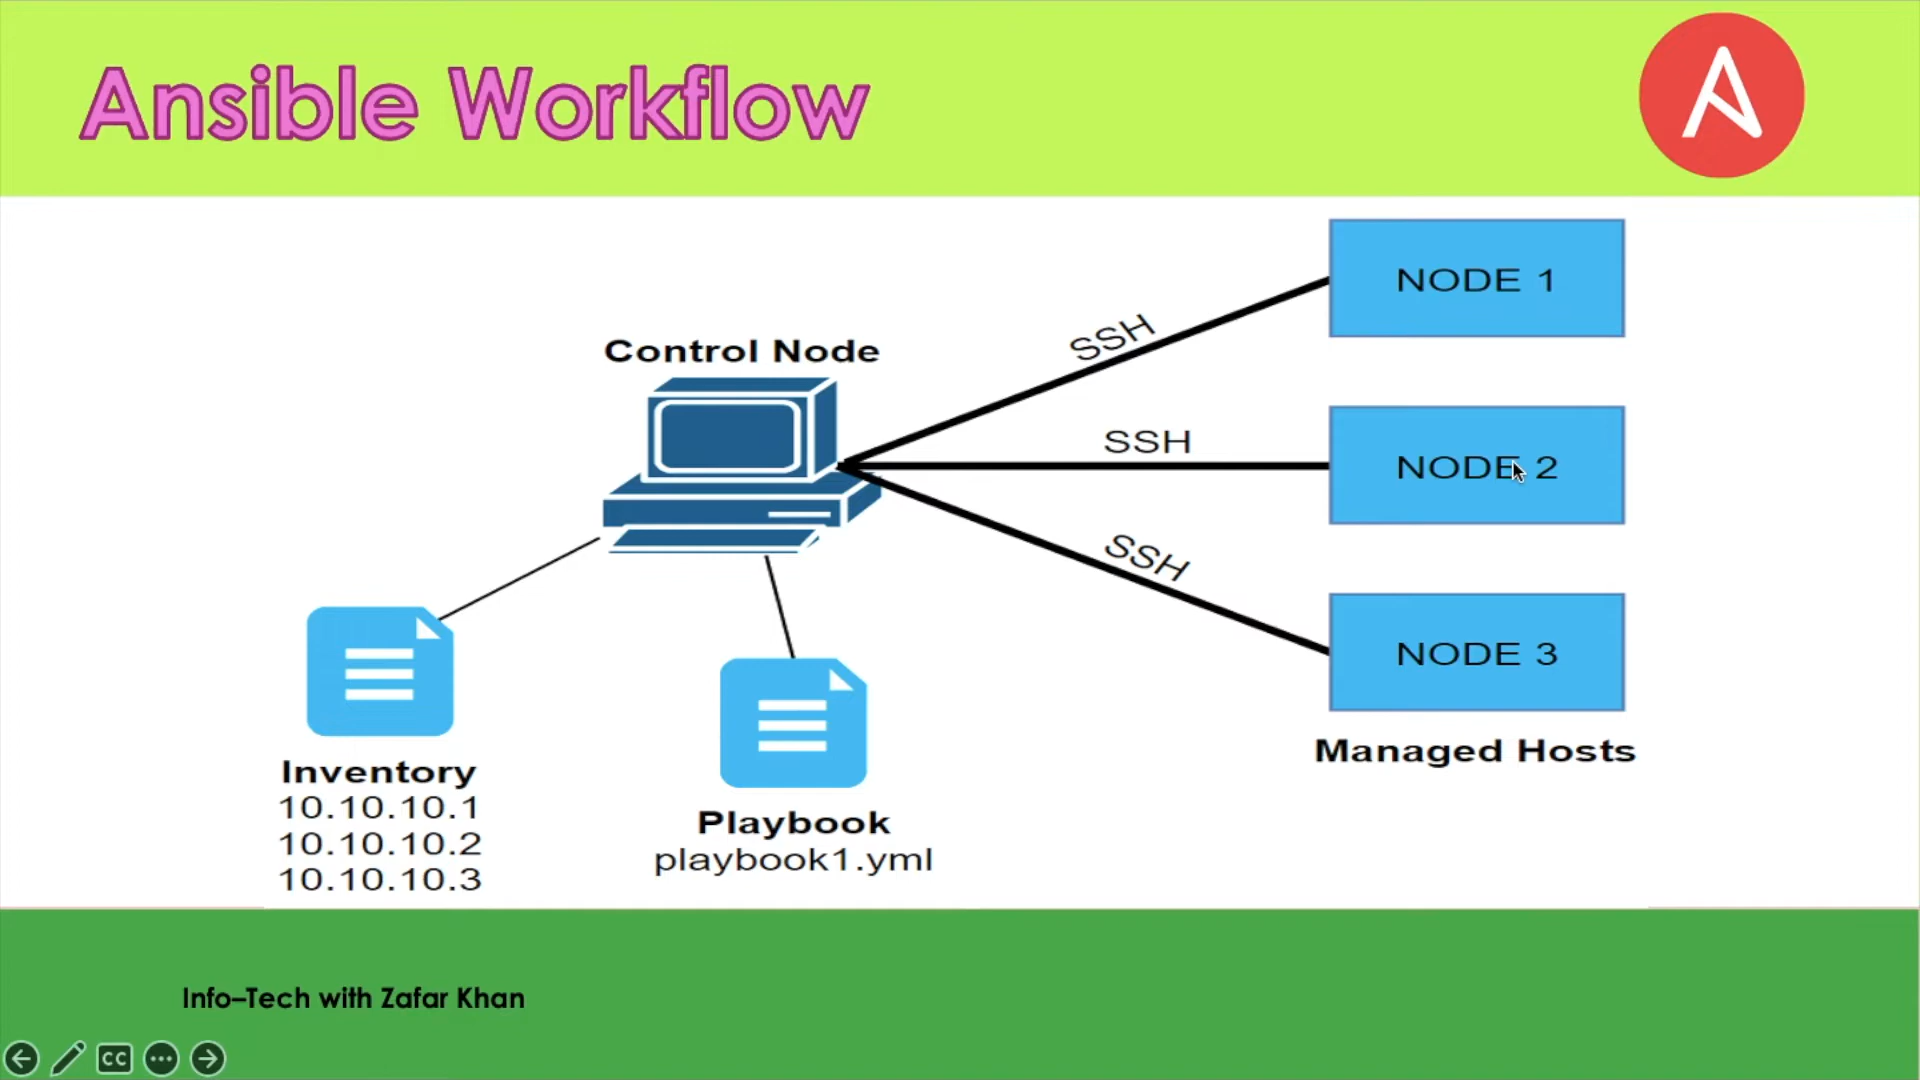 Ansible Workflow
Control Node
SSH
SSH
SSH
NODE 1
NODE 2
NODE 3
Managed Hosts
Inventory
10.10.10.1
10.10.10.2
10.10.10.3
Playbook
playbook1.yml
Info–Tech with Zafar Khan
CC